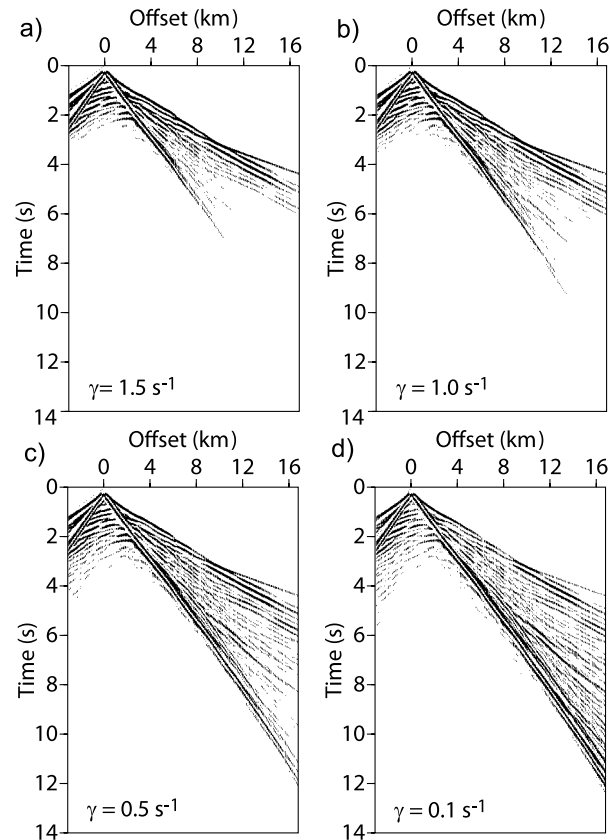 a)
Offset (km)
0 4 8 12 16
0
2
4
6
8
10
12
14
Time (s)
γ= 1.5 s-1
b)
Offset (km)
0 4 8 12 16
0
2
4
6
8
10
12
14
Time (s)
γ = 1.0 s-1
c)
Offset (km)
0 4 8 12 16
0
2
4
6
8
10
12
14
Time (s)
γ = 0.5 s-1
d)
Offset (km)
0 4 8 12 16
0
2
4
6
8
10
12
14
Time (s)
γ = 0.1 s-1